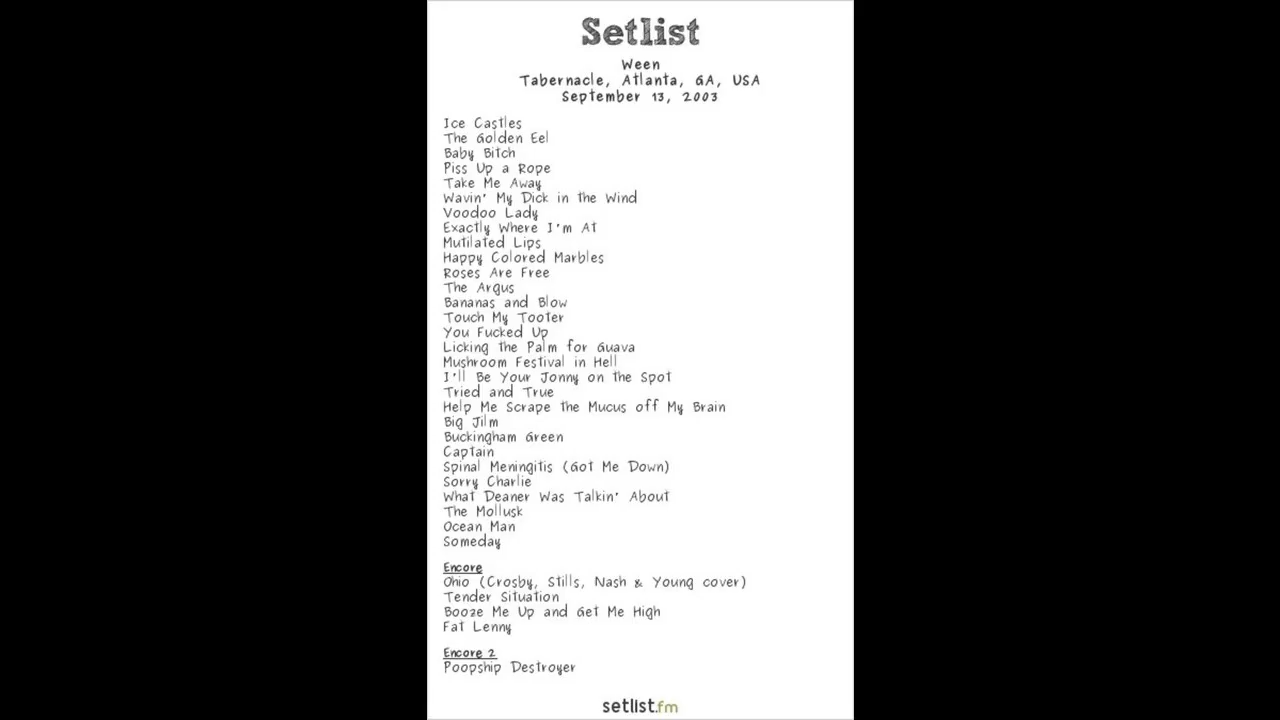 Setlist
Ween
Tabernacle, Atlanta, GA, USA
September 13, 2003
Ice Castles
The Golden Eel
Baby Bitch
Piss Up a Rope
Take Me Away
Wavin' My Dick in the Wind
Voodoo Lady
Exactly Where I'm At
Mutilated Lips
Happy Colored Marbles
Roses Are Free
The Argus
Bananas and Blow
Touch My Tooter
You Fucked Up
Licking the Palm for Guava
Mushroom Festival in Hell
I'll Be Your Jonny on the Spot
Tried and True
Help Me Scrape the Mucus off My Brain
Big Jilm
Buckingham Green
Captain
Spinal Meningitis (Got Me Down)
Sorry Charlie
What Deaner Was Talkin' About
The Mollusk
Ocean Man
Someday
Encore
Ohio (Crosby, Stills, Nash & Young cover)
Tender Situation
Booze Me Up and Get Me High
Fat Lenny
Encore 2
Poopship Destroyer
setlist.fm